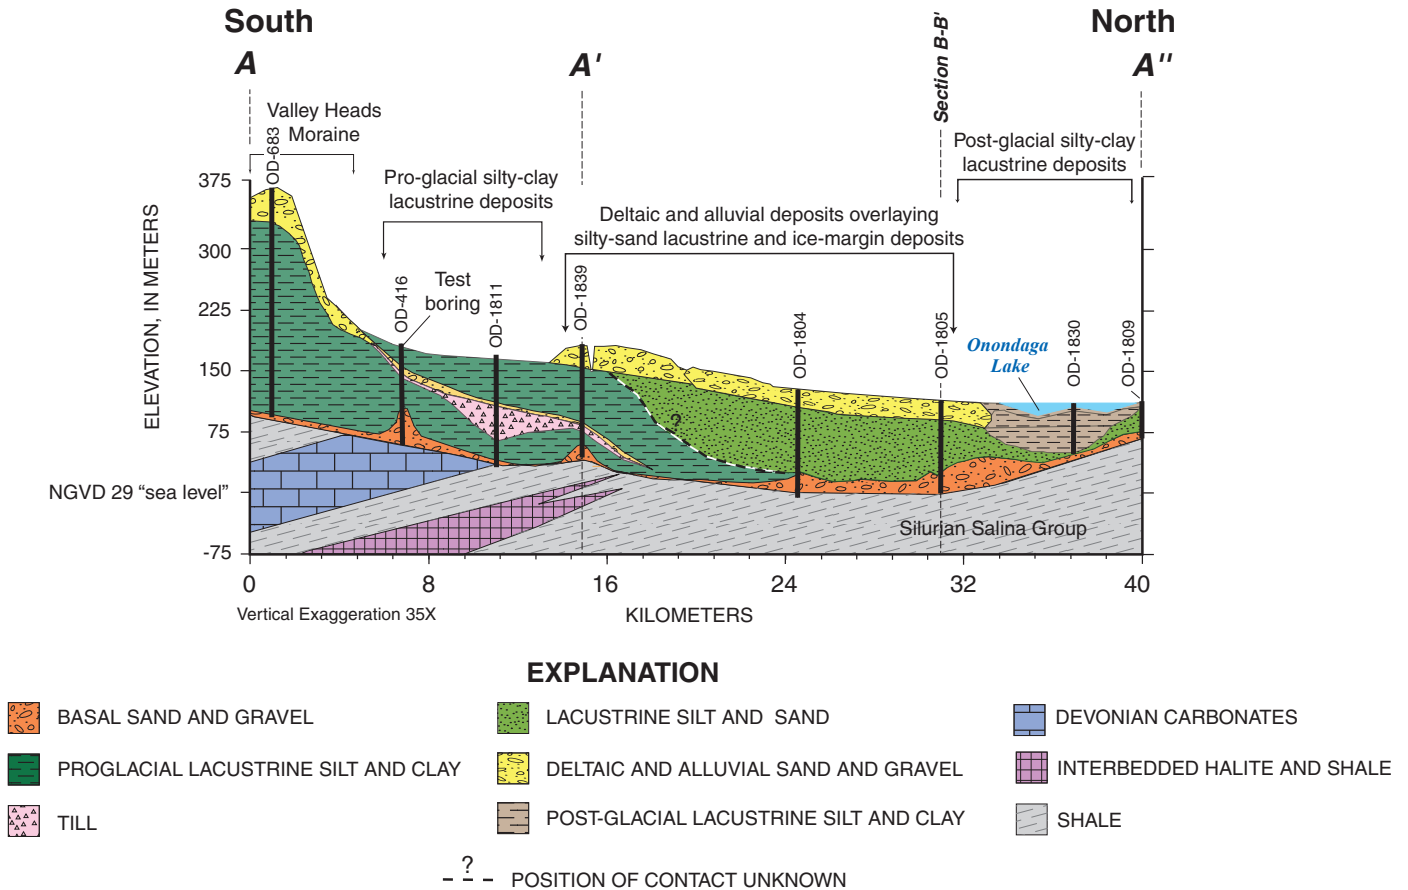 South
North
A
A'
Section B-B'
A''
Valley Heads
Moraine
OD-683
Pro-glacial silty-clay
lacustrine deposits
Post-glacial silty-clay
lacustrine deposits
Deltaic and alluvial deposits overlaying
silty-sand lacustrine and ice-margin deposits
Test
boring
OD-416
OD-1811
OD-1839
OD-1804
OD-1805
Onondaga
Lake
OD-1830
OD-1809
ELEVATION, IN METERS
375
300
225
150
75
NGVD 29 “sea level”
-75
?
Silurian Salina Group
0
8
16
24
32
40
Vertical Exaggeration 35X
KILOMETERS
EXPLANATION
BASAL SAND AND GRAVEL
PROGLACIAL LACUSTRINE SILT AND CLAY
TILL
LACUSTRINE SILT AND SAND
DELTAIC AND ALLUVIAL SAND AND GRAVEL
POST-GLACIAL LACUSTRINE SILT AND CLAY
DEVONIAN CARBONATES
INTERBEDDED HALITE AND SHALE
SHALE
?
POSITION OF CONTACT UNKNOWN